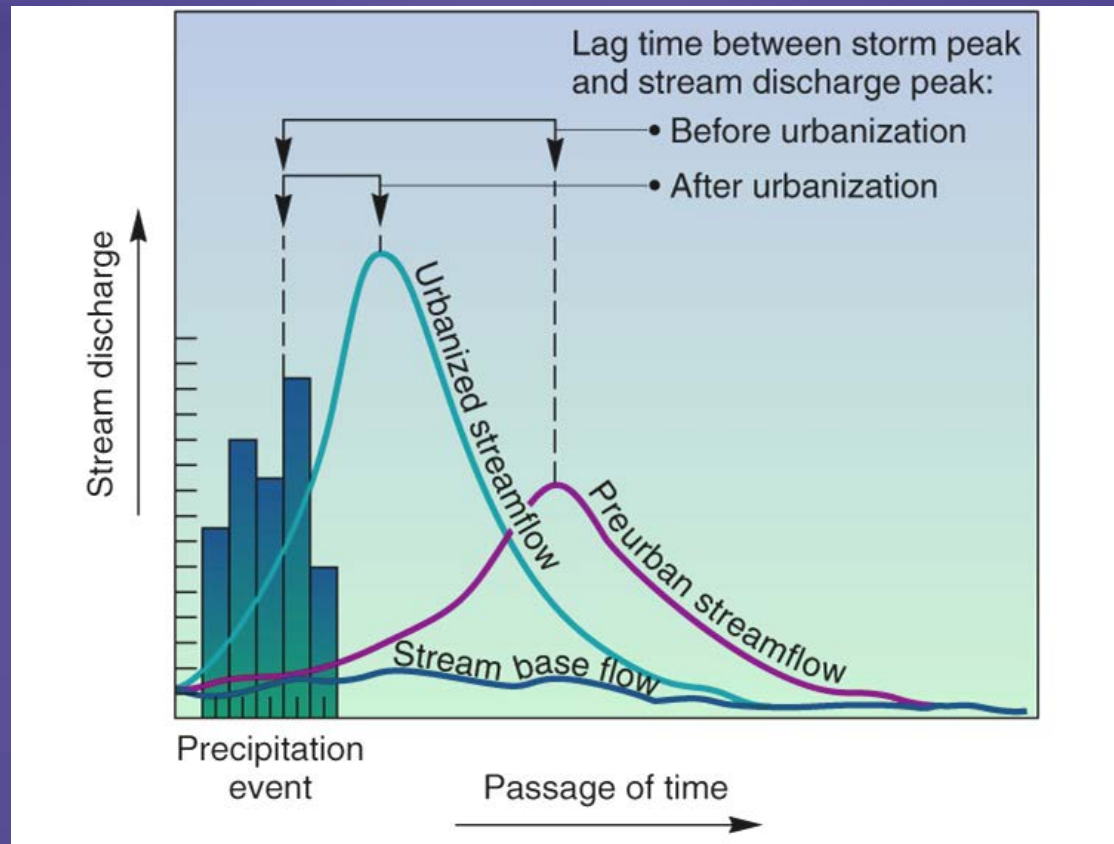 Lag time between storm peak
and stream discharge peak:
• Before urbanization
• After urbanization
Stream discharge
Urbanized streamflow
Preurban streamflow
Stream base flow
Precipitation
event
Passage of time